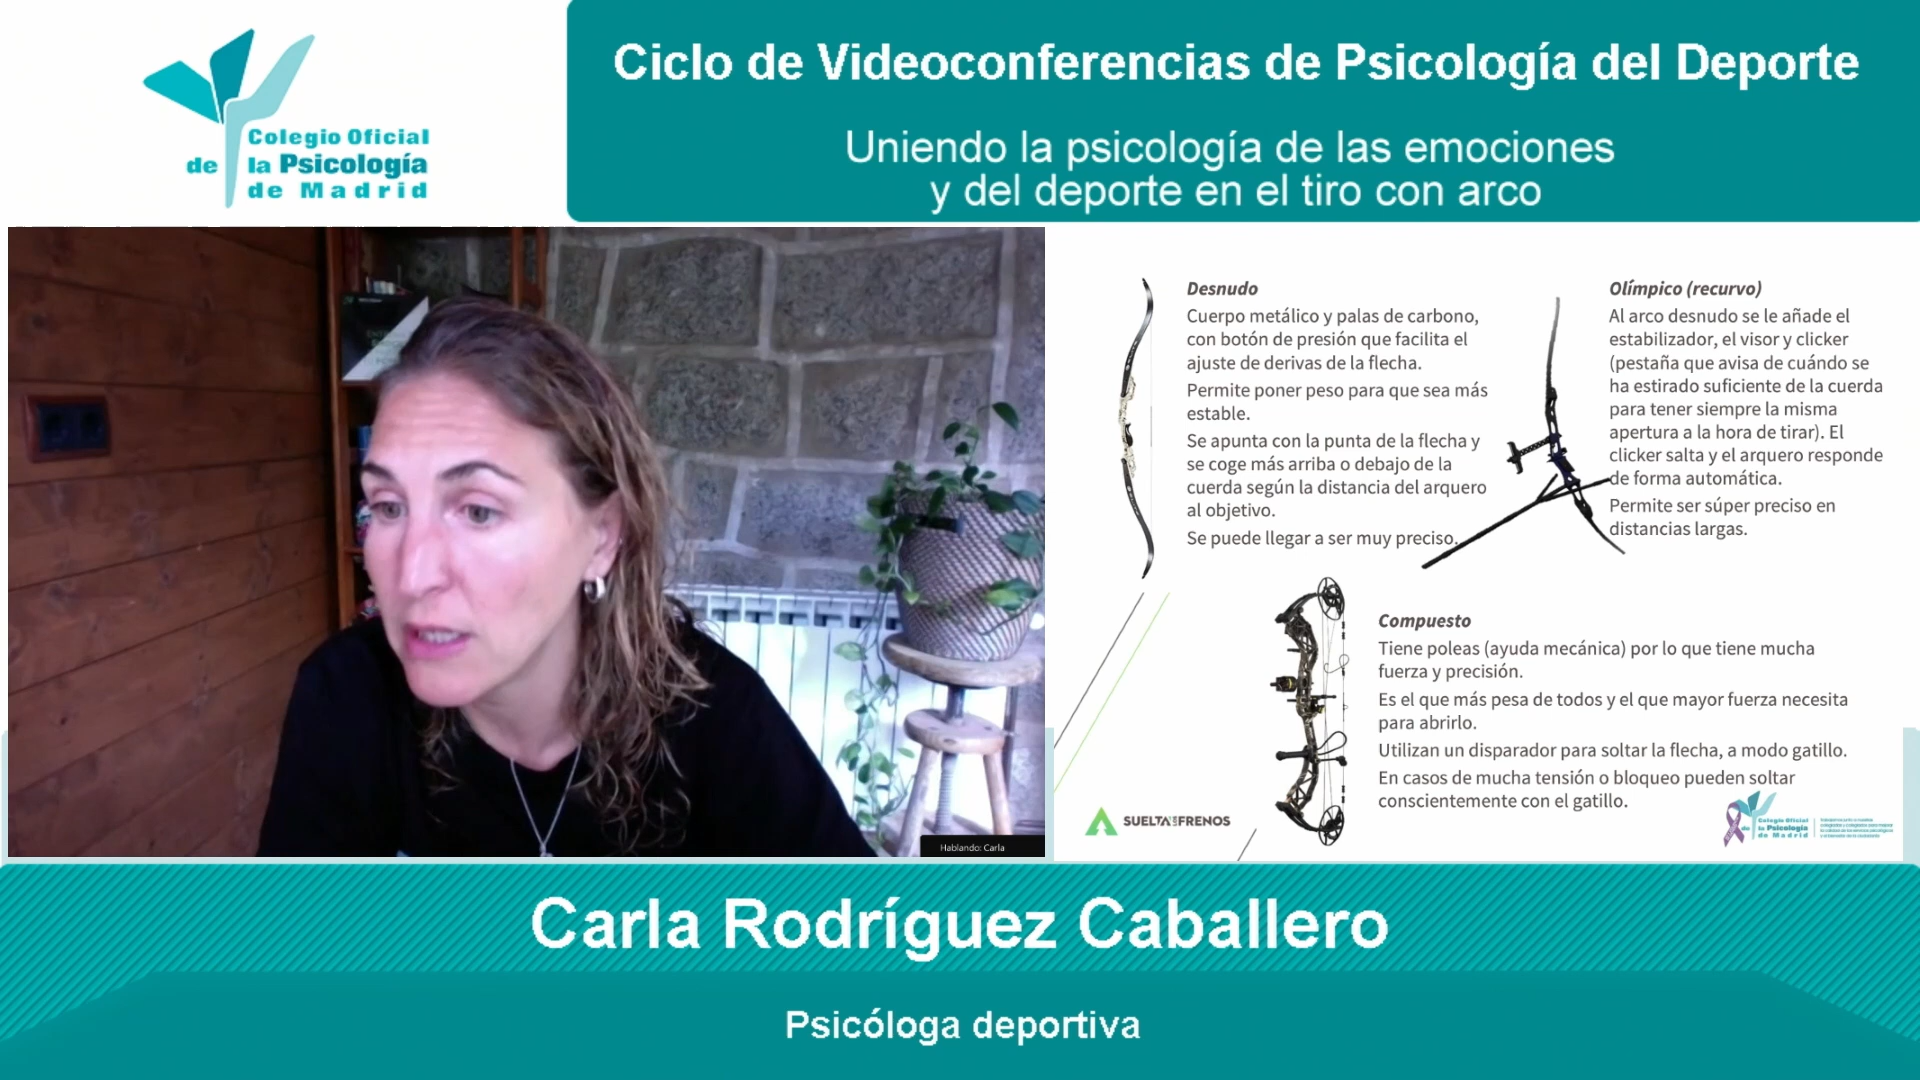 Colegio Oficial
de la Psicología
de Madrid
Ciclo de Videoconferencias de Psicología del Deporte
Uniendo la psicología de las emociones
y del deporte en el tiro con arco
Hablando: Carla
Desnudo
Cuerpo metálico y palas de carbono,
con botón de presión que facilita el
ajuste de derivas de la flecha.
Permite poner peso para que sea más
estable.
Se apunta con la punta de la flecha y
se coge más arriba o debajo de la
cuerda según la distancia del arquero
al objetivo.
Se puede llegar a ser muy preciso.
Olímpico (recurvo)
Al arco desnudo se le añade el
estabilizador, el visor y clicker
(pestaña que avisa de cuándo se
ha estirado suficiente de la cuerda
para tener siempre la misma
apertura a la hora de tirar). El
clicker salta y el arquero responde
de forma automática.
Permite ser súper preciso en
distancias largas.
Compuesto
Tiene poleas (ayuda mecánica) por lo que tiene mucha
fuerza y precisión.
Es el que más pesa de todos y el que mayor fuerza necesita
para abrirlo.
Utilizan un disparador para soltar la flecha, a modo gatillo.
En casos de mucha tensión o bloqueo pueden soltar
conscientemente con el gatillo.
SUELTA LOS FRENOS
Colegio Oficial
de la Psicología
de Madrid
Carla Rodríguez Caballero
Psicóloga deportiva